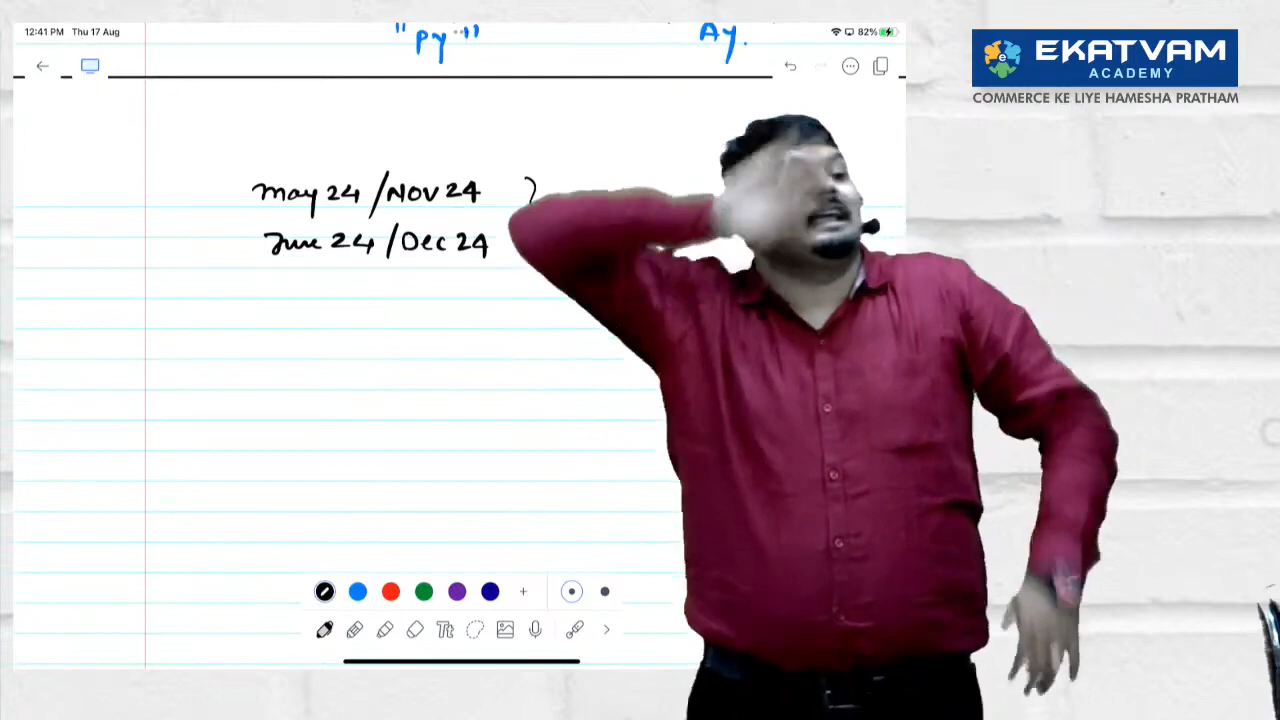 12:41 PM Thu 17 Aug
82%
"PY"
AY.
May 24 / Nov 24
June 24 / Dec 24
Tt
EKATVAM
ACADEMY
COMMERCE KE LIYE HAMESHA PRATHAM